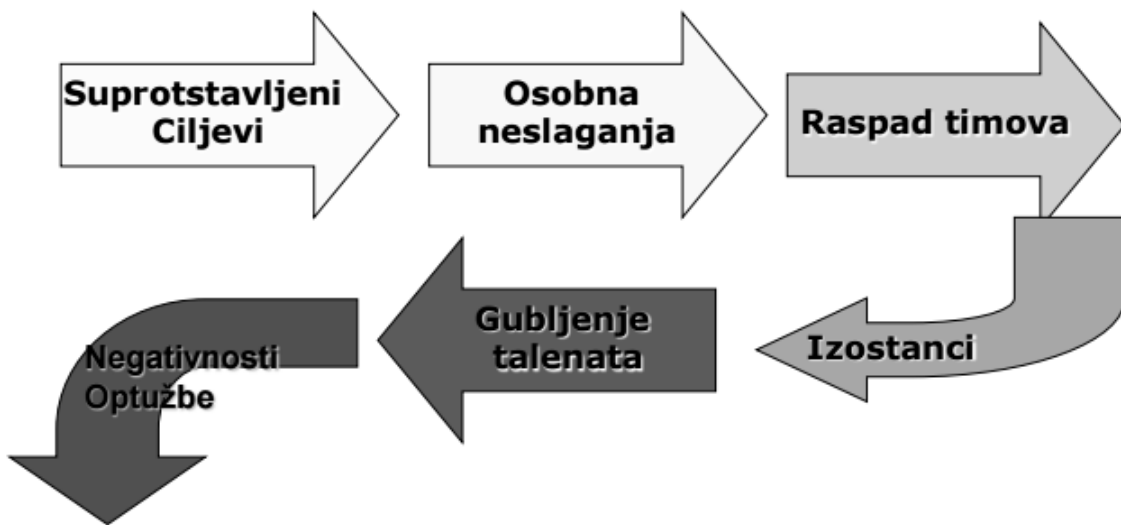 Suprotstavljeni
Ciljevi
Osobna
neslaganja
Raspad timova
Izostanci
Gubljenje
talenata
Negativnosti
Optužbe